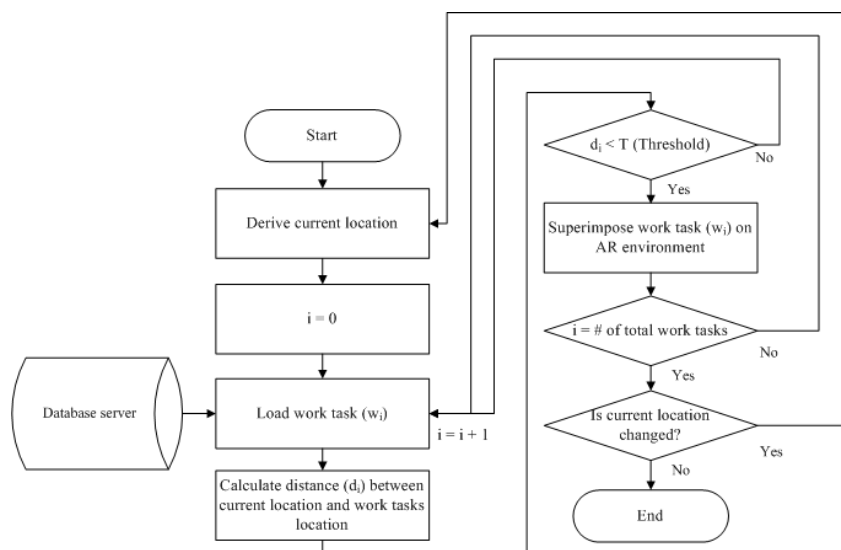 Start
Derive current location
i = 0
Database server
Load work task (wᵢ)
i = i + 1
Calculate distance (dᵢ) between
current location and work tasks
location
dᵢ < T (Threshold)
No
Yes
Superimpose work task (wᵢ) on
AR environment
i = # of total work tasks
No
Yes
Is current location
changed?
Yes
No
End